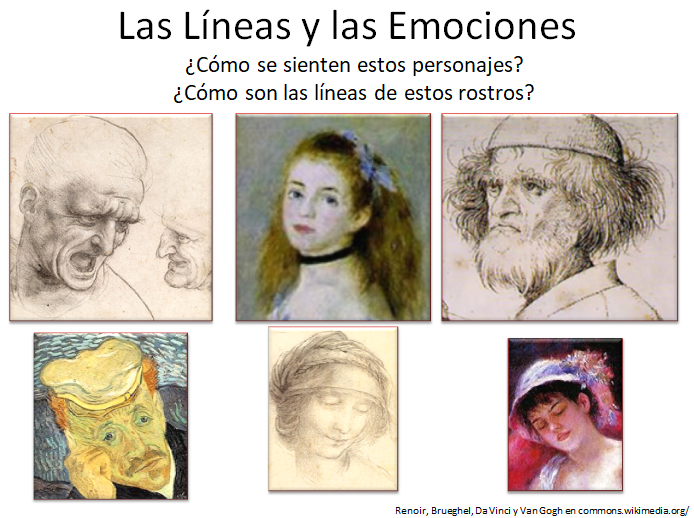 Las Líneas y las Emociones
¿Cómo se sienten estos personajes?
¿Cómo son las líneas de estos rostros?
Renoir, Brueghel, Da Vinci y Van Gogh en commons.wikimedia.org/